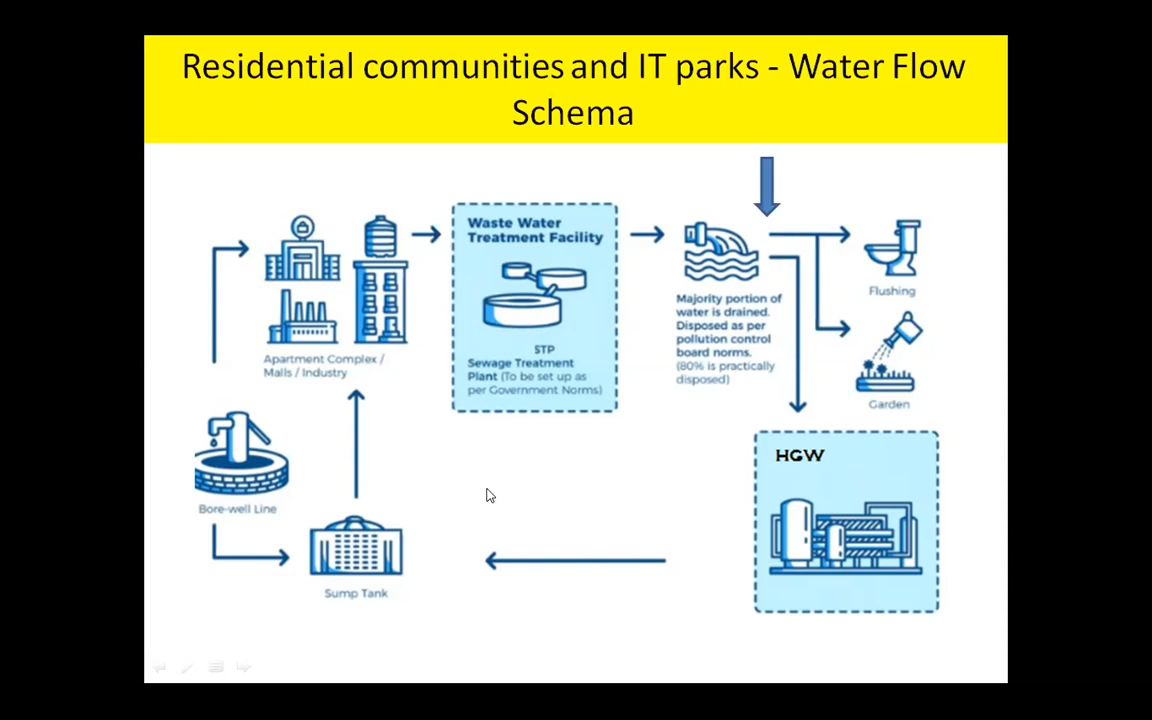 Residential communities and IT parks - Water Flow
Schema
Waste Water
Treatment Facility
STP
Sewage Treatment
Plant (To be set up as
per Government Norms)
Apartment Complex /
Malls / Industry
Majority portion of
water is drained.
Disposed as per
pollution control
board norms.
(80% is practically
disposed)
Flushing
Garden
HGW
Bore-well Line
Sump Tank